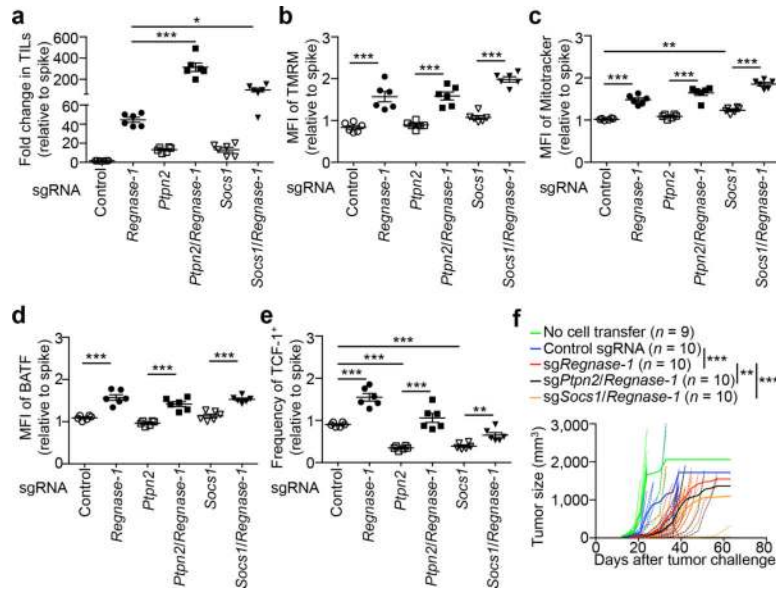 a
Fold change in TILs
(relative to spike)
600
400
200
60
40
20
0
*
***
sgRNA
Control
Regnase-1
Ptpn2
Ptpn2/Regnase-1
Socs1
Socs1/Regnase-1
b
MFI of TMRM
(relative to spike)
3
2
1
0
***
***
***
sgRNA
Control
Regnase-1
Ptpn2
Ptpn2/Regnase-1
Socs1
Socs1/Regnase-1
c
MFI of Mitotracker
(relative to spike)
3
2
1
0
**
***
***
***
sgRNA
Control
Regnase-1
Ptpn2
Ptpn2/Regnase-1
Socs1
Socs1/Regnase-1
d
MFI of BATF
(relative to spike)
3
2
1
0
***
***
***
sgRNA
Control
Regnase-1
Ptpn2
Ptpn2/Regnase-1
Socs1
Socs1/Regnase-1
e
Frequency of TCF-1⁺
(relative to spike)
3
2
1
0
***
***
***
***
**
sgRNA
Control
Regnase-1
Ptpn2
Ptpn2/Regnase-1
Socs1
Socs1/Regnase-1
f
No cell transfer (n = 9)
Control sgRNA (n = 10)
sgRegnase-1 (n = 10)
sgPtpn2/Regnase-1 (n = 10)
sgSocs1/Regnase-1 (n = 10)
***
**
***
Tumor size (mm³)
3,000
2,000
1,000
0
0 20 40 60 80
Days after tumor challenge